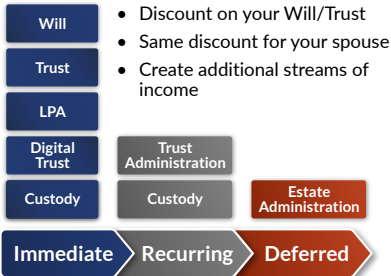 Will
Trust
LPA
Digital
Trust
Custody
• Discount on your Will/Trust
• Same discount for your spouse
• Create additional streams of
income
Trust
Administration
Custody
Estate
Administration
Immediate
Recurring
Deferred